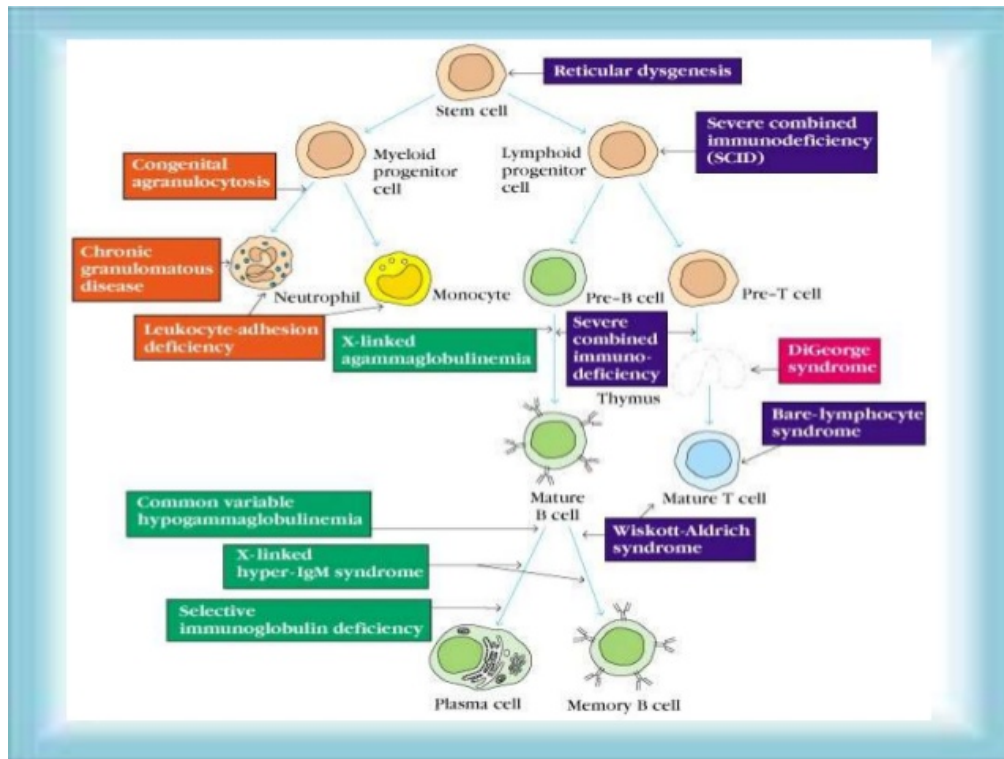 Reticular dysgenesis
Stem cell
Severe combined
immunodeficiency
(SCID)
Myeloid
progenitor
cell
Lymphoid
progenitor
cell
Congenital
agranulocytosis
Chronic
granulomatous
disease
Neutrophil
Monocyte
Pre-B cell
Pre-T cell
Leukocyte-adhesion
deficiency
X-linked
agammaglobulinemia
Severe
combined
immuno-
deficiency
DiGeorge
syndrome
Thymus
Bare-lymphocyte
syndrome
Mature
B cell
Mature T cell
Common variable
hypogammaglobulinemia
Wiskott-Aldrich
syndrome
X-linked
hyper-IgM syndrome
Selective
immunoglobulin deficiency
Plasma cell
Memory B cell